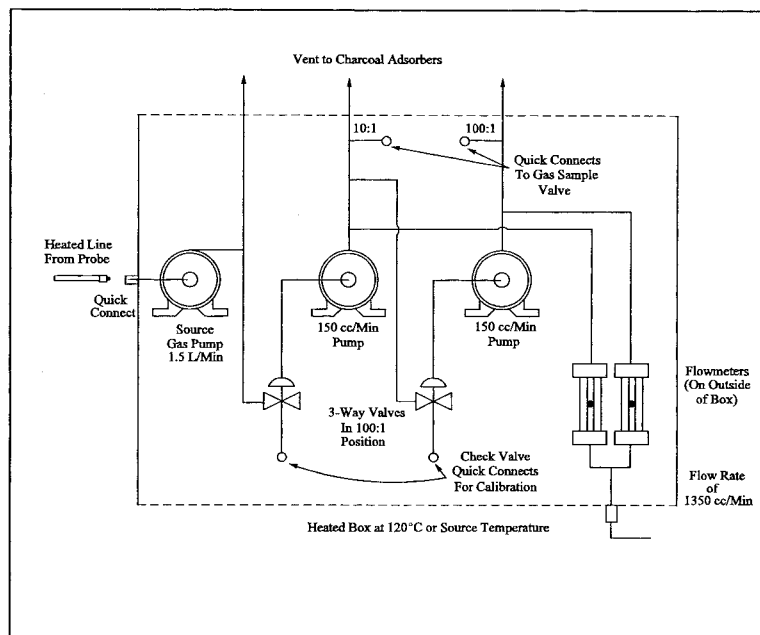 Vent to Charcoal Adsorbers
10:1
100:1
Quick Connects
To Gas Sample
Valve
Heated Line
From Probe
Quick
Connect
Source
Gas Pump
1.5 L/Min
150 cc/Min
Pump
150 cc/Min
Pump
Flowmeters
(On Outside
of Box)
3-Way Valves
In 100:1
Position
Check Valve
Quick Connects
For Calibration
Flow Rate
of
1350 cc/Min
Heated Box at 120°C or Source Temperature